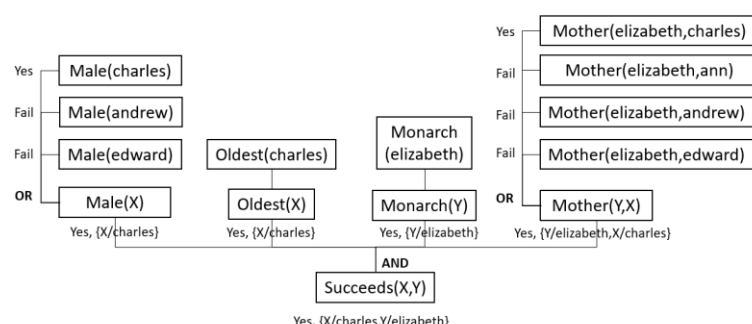 Yes
Male(charles)
Fail
Male(andrew)
Fail
Male(edward)
OR
Male(X)
Yes, {X/charles}
Oldest(charles)
Oldest(X)
Yes, {X/charles}
Monarch
(elizabeth)
Monarch(Y)
Yes, {Y/elizabeth}
Yes
Mother(elizabeth,charles)
Fail
Mother(elizabeth,ann)
Fail
Mother(elizabeth,andrew)
Fail
Mother(elizabeth,edward)
OR
Mother(Y,X)
Yes, {Y/elizabeth,X/charles}
AND
Succeeds(X,Y)
Yes, {X/charles,Y/elizabeth}